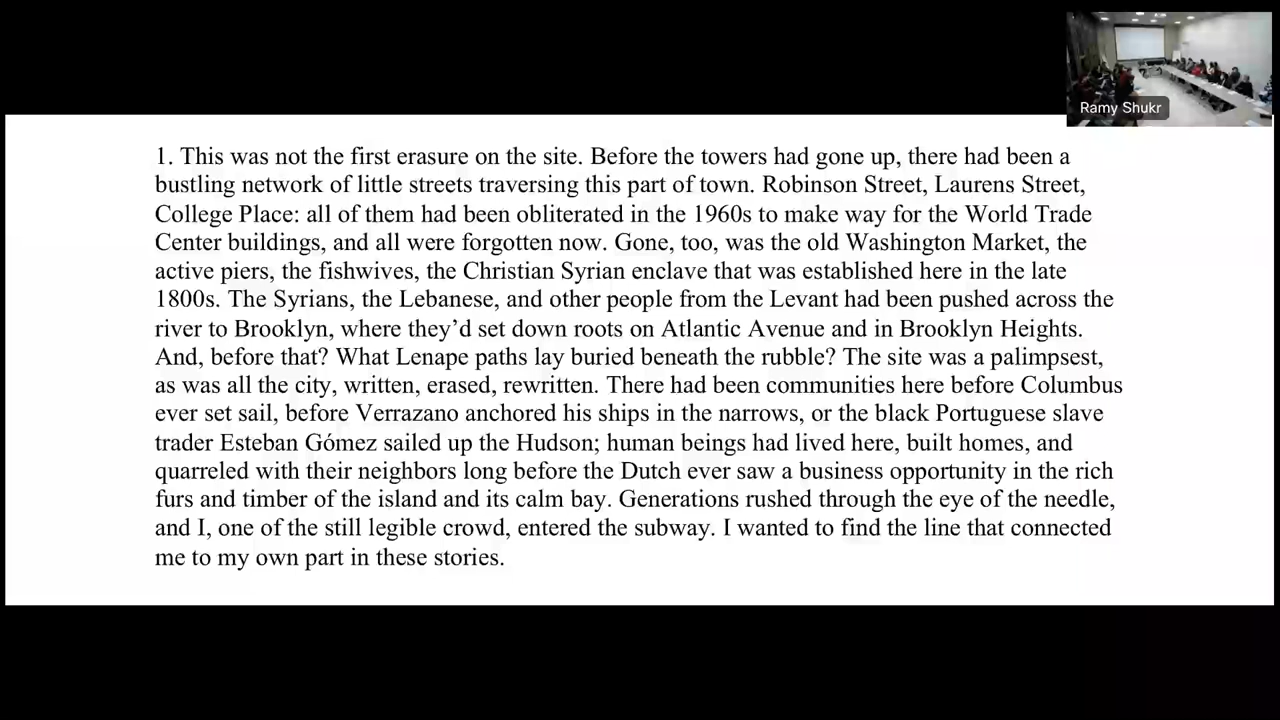 Ramy Shukr
1. This was not the first erasure on the site. Before the towers had gone up, there had been a
bustling network of little streets traversing this part of town. Robinson Street, Laurens Street,
College Place: all of them had been obliterated in the 1960s to make way for the World Trade
Center buildings, and all were forgotten now. Gone, too, was the old Washington Market, the
active piers, the fishwives, the Christian Syrian enclave that was established here in the late
1800s. The Syrians, the Lebanese, and other people from the Levant had been pushed across the
river to Brooklyn, where they’d set down roots on Atlantic Avenue and in Brooklyn Heights.
And, before that? What Lenape paths lay buried beneath the rubble? The site was a palimpsest,
as was all the city, written, erased, rewritten. There had been communities here before Columbus
ever set sail, before Verrazano anchored his ships in the narrows, or the black Portuguese slave
trader Esteban Gómez sailed up the Hudson; human beings had lived here, built homes, and
quarreled with their neighbors long before the Dutch ever saw a business opportunity in the rich
furs and timber of the island and its calm bay. Generations rushed through the eye of the needle,
and I, one of the still legible crowd, entered the subway. I wanted to find the line that connected
me to my own part in these stories.